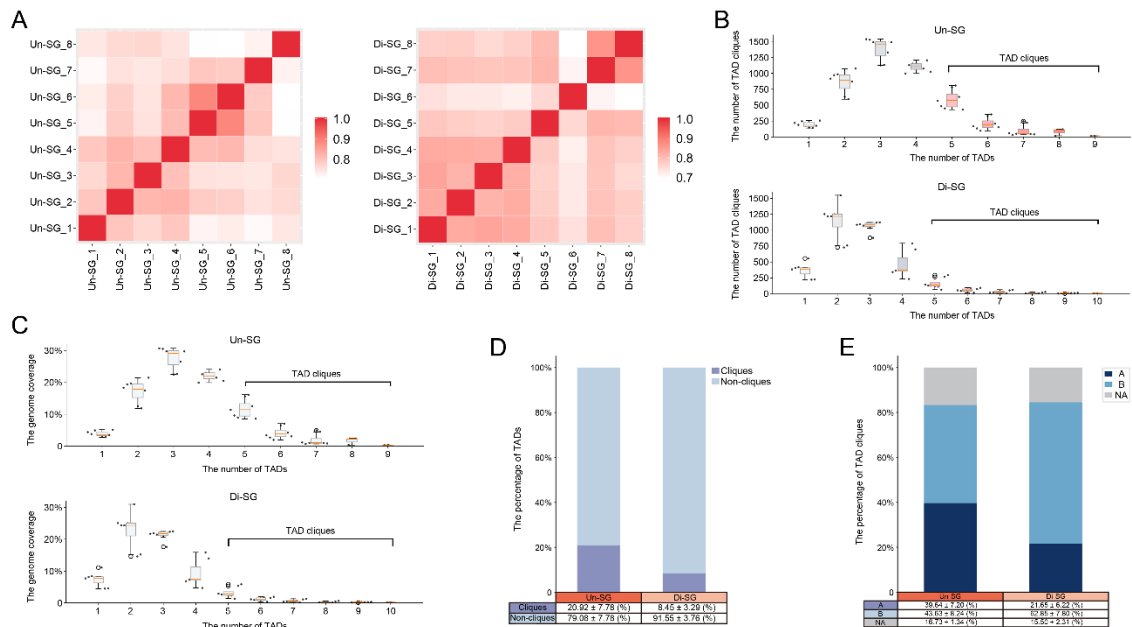 A
Un-SG_8
Un-SG_7
Un-SG_6
Un-SG_5
Un-SG_4
Un-SG_3
Un-SG_2
Un-SG_1
Un-SG_1
Un-SG_2
Un-SG_3
Un-SG_4
Un-SG_5
Un-SG_6
Un-SG_7
Un-SG_8
1.0
0.9
0.8
Di-SG_8
Di-SG_7
Di-SG_6
Di-SG_5
Di-SG_4
Di-SG_3
Di-SG_2
Di-SG_1
Di-SG_1
Di-SG_2
Di-SG_3
Di-SG_4
Di-SG_5
Di-SG_6
Di-SG_7
Di-SG_8
1.0
0.9
0.8
0.7
B
Un-SG
The number of TAD cliques
1500
1250
1000
750
500
250
0
TAD cliques
1 2 3 4 5 6 7 8 9
The number of TADs
Di-SG
The number of TAD cliques
1500
1250
1000
750
500
250
0
TAD cliques
1 2 3 4 5 6 7 8 9 10
The number of TADs
C
Un-SG
The genome coverage
30%
20%
10%
0
TAD cliques
1 2 3 4 5 6 7 8 9
The number of TADs
Di-SG
The genome coverage
30%
20%
10%
0
TAD cliques
1 2 3 4 5 6 7 8 9 10
The number of TADs
D
Cliques
Non-cliques
The percentage of TADs
100%
80%
60%
40%
20%
Un-SG Di-SG
Cliques 20.92 ± 7.78 (%) 8.45 ± 3.29 (%)
Non-cliques 79.08 ± 7.78 (%) 91.55 ± 3.76 (%)
E
A
B
NA
The percentage of TAD cliques
100%
80%
60%
40%
20%
Un SG Di SG
A 39.64 ± 7.20 (%) 21.65 ± 6.22 (%)
B 43.63 ± 8.24 (%) 62.85 ± 7.80 (%)
NA 16.73 ± 1.34 (%) 15.50 ± 2.31 (%)